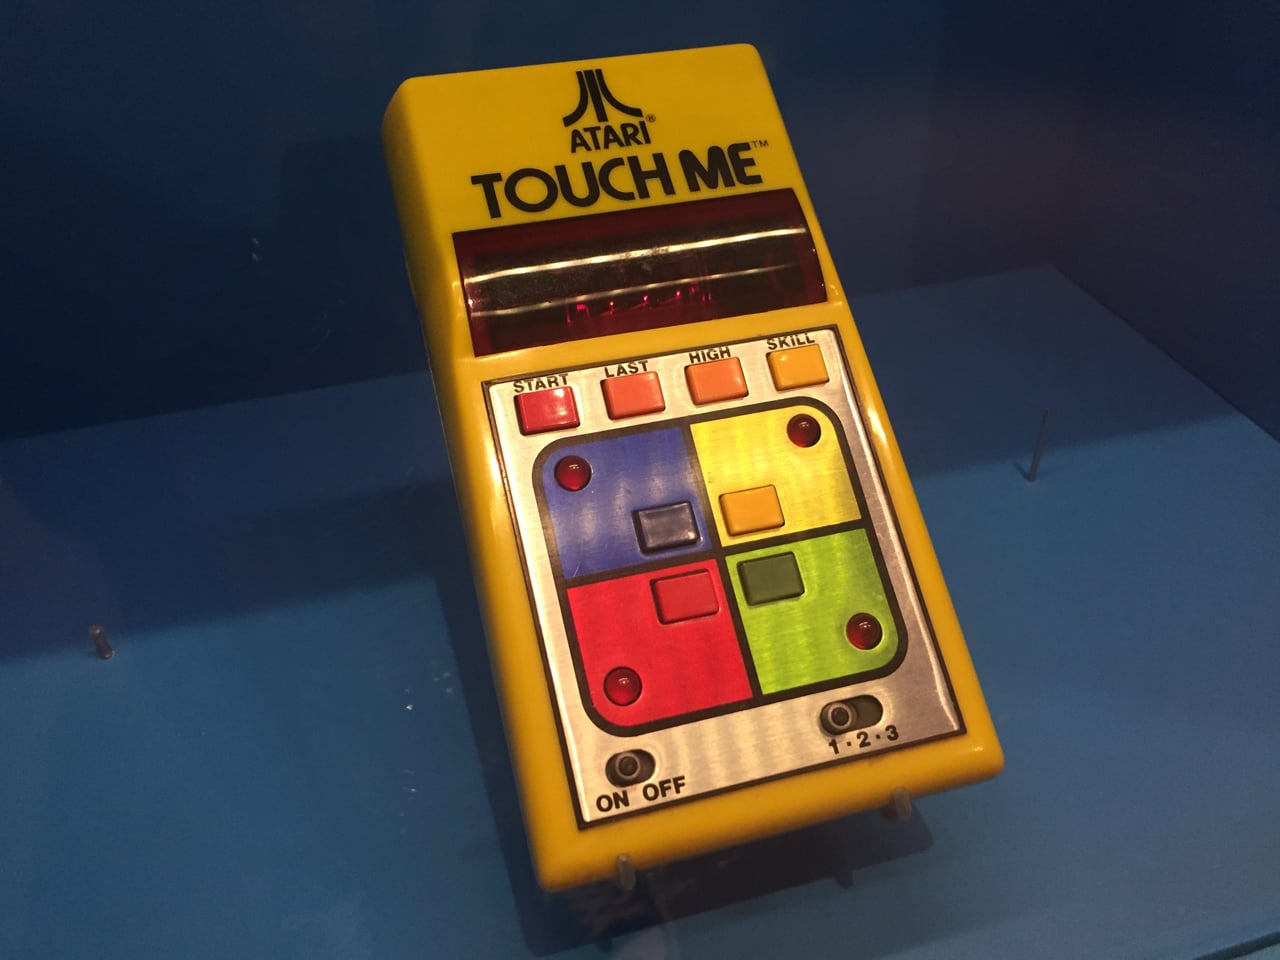 ATARI®
TOUCH ME™
START LAST HIGH SKILL
1·2·3
ON OFF